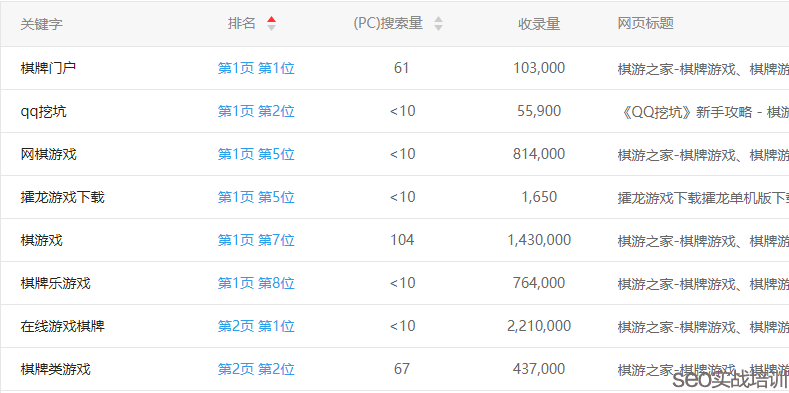 关键字 排名 (PC)搜索量 收录量 网页标题
棋牌门户 第1页 第1位 61 103,000 棋游之家-棋牌游戏、棋牌游
qq挖坑 第1页 第2位 <10 55,900 《QQ挖坑》新手攻略 - 棋游
网棋游戏 第1页 第5位 <10 814,000 棋游之家-棋牌游戏、棋牌游
攉龙游戏下载 第1页 第5位 <10 1,650 攉龙游戏下载攉龙单机版下载
棋游戏 第1页 第7位 104 1,430,000 棋游之家-棋牌游戏、棋牌游
棋牌乐游戏 第1页 第8位 <10 764,000 棋游之家-棋牌游戏、棋牌游
在线游戏棋牌 第2页 第1位 <10 2,210,000 棋游之家-棋牌游戏、棋牌游
棋牌类游戏 第2页 第2位 67 437,000 棋游之家-棋牌游戏、棋牌游
seo实战培训